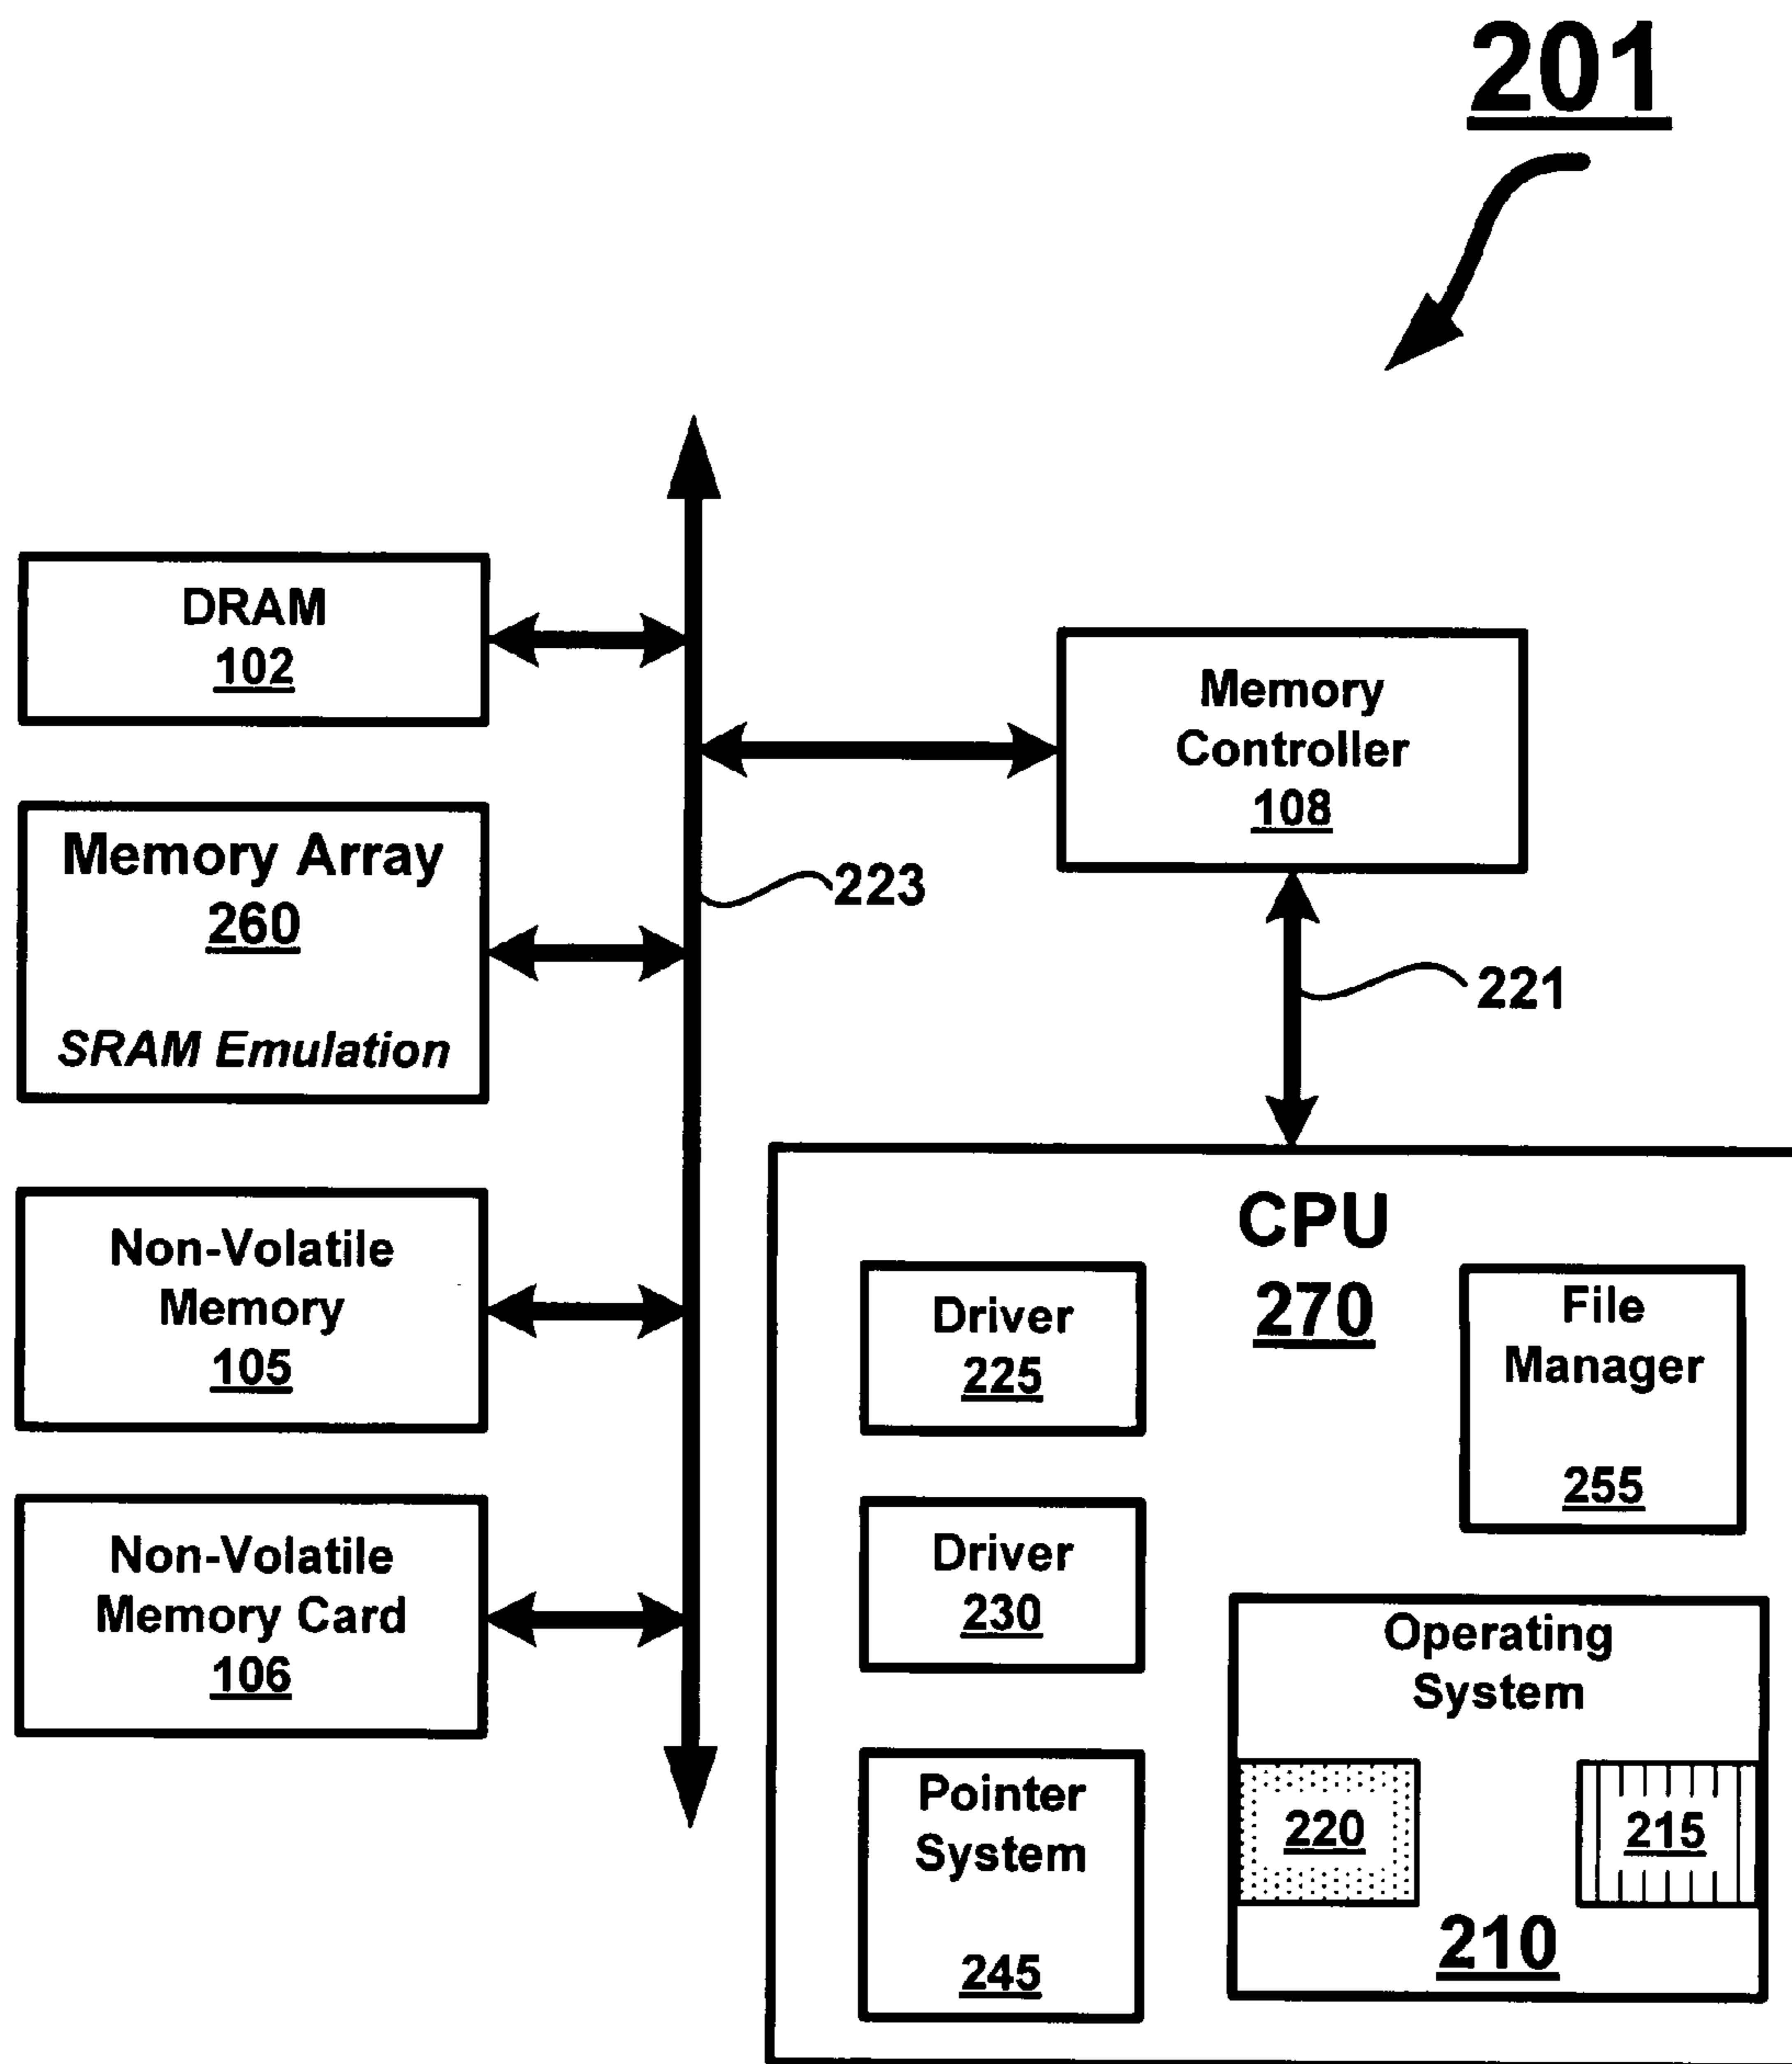 201
DRAM
102
Memory
Controller
108
Memory Array
260
SRAM Emulation
223
221
Non-Volatile
Memory
105
Non-Volatile
Memory Card
106
CPU
270
Driver
225
File
Manager
255
Driver
230
Operating
System
220
215
210
Pointer
System
245